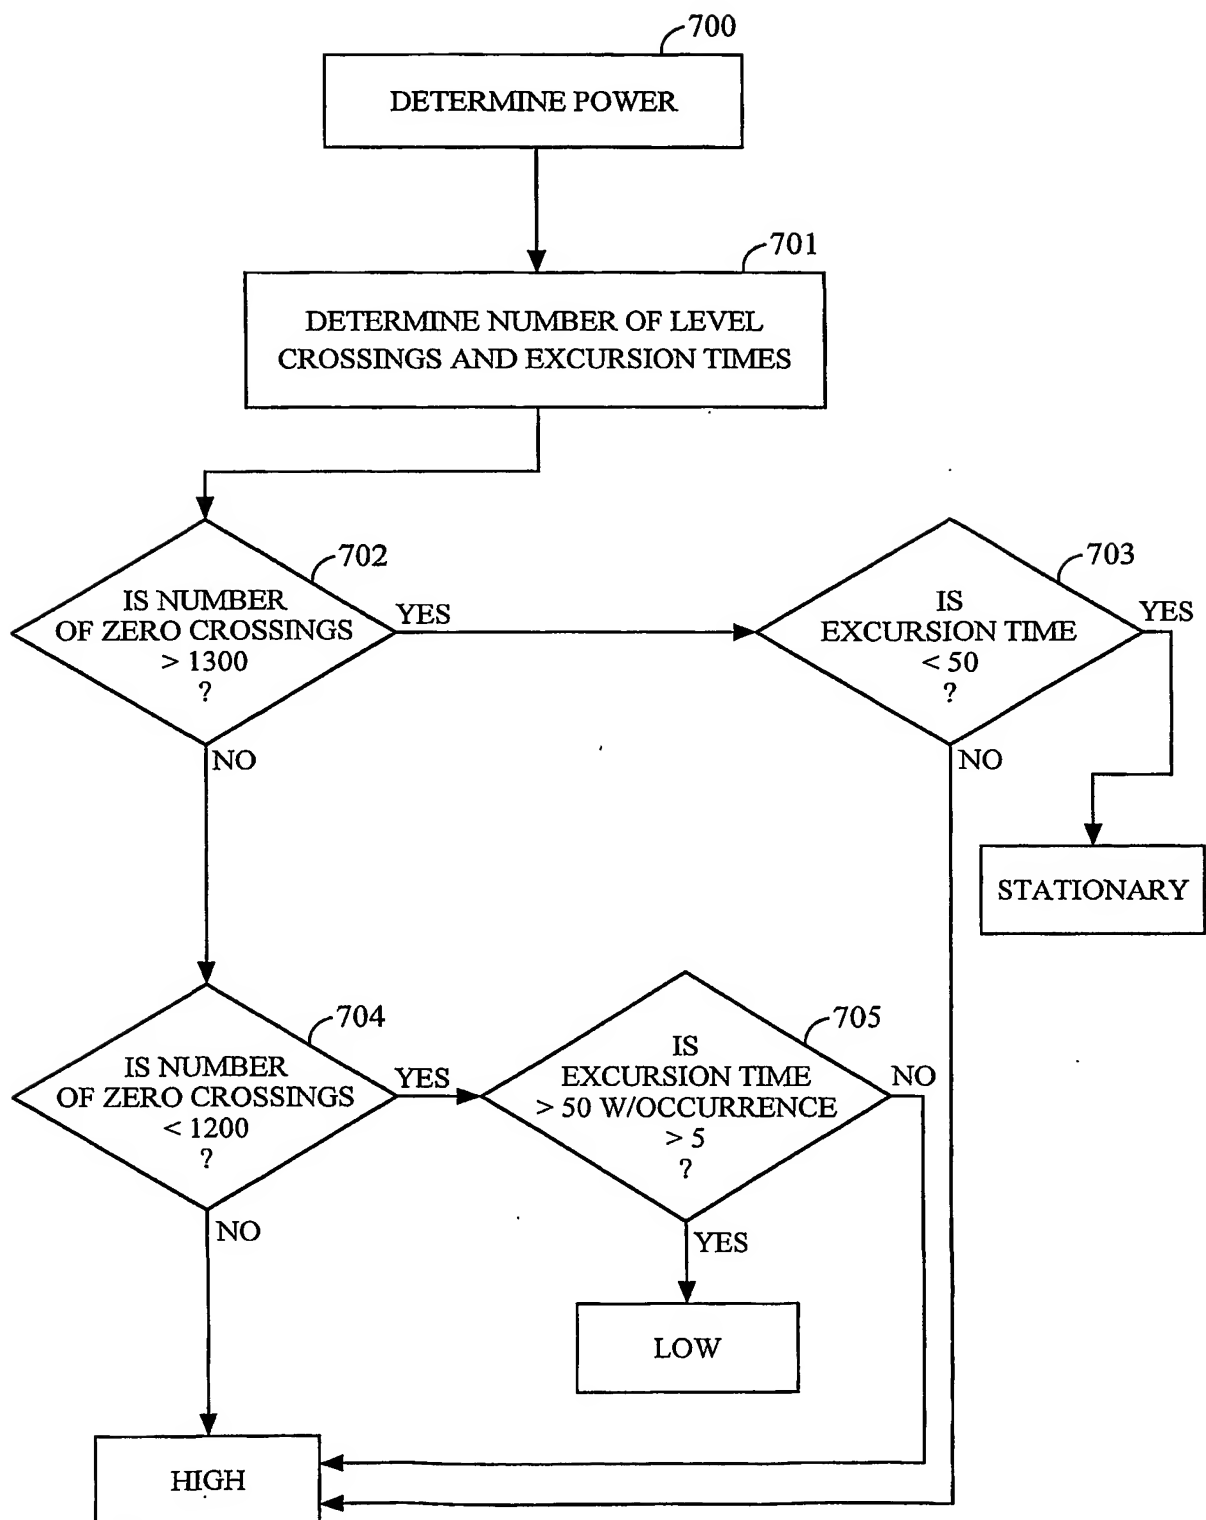 700
DETERMINE POWER
701
DETERMINE NUMBER OF LEVEL
CROSSINGS AND EXCURSION TIMES
702
IS NUMBER
OF ZERO CROSSINGS
> 1300
?
YES
NO
703
IS
EXCURSION TIME
< 50
?
YES
NO
STATIONARY
704
IS NUMBER
OF ZERO CROSSINGS
< 1200
?
YES
NO
705
IS
EXCURSION TIME
> 50 W/OCCURRENCE
> 5
?
NO
YES
LOW
HIGH